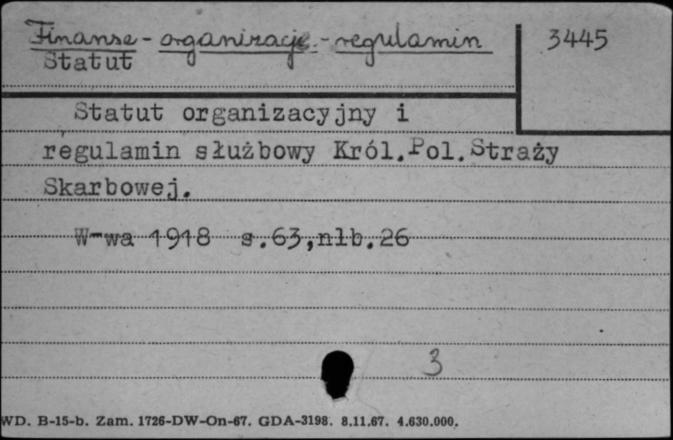 Finanse - organizacje - regulamin 3445
Statut
Statut organizacyjny i
regulamin służbowy Król.Pol.Straży
Skarbowej.
W-wa 1918 s.63,nlb.26
3
WD. B-15-b. Zam. 1726-DW-On-67. GDA-3198. 8.11.67. 4.630.000.